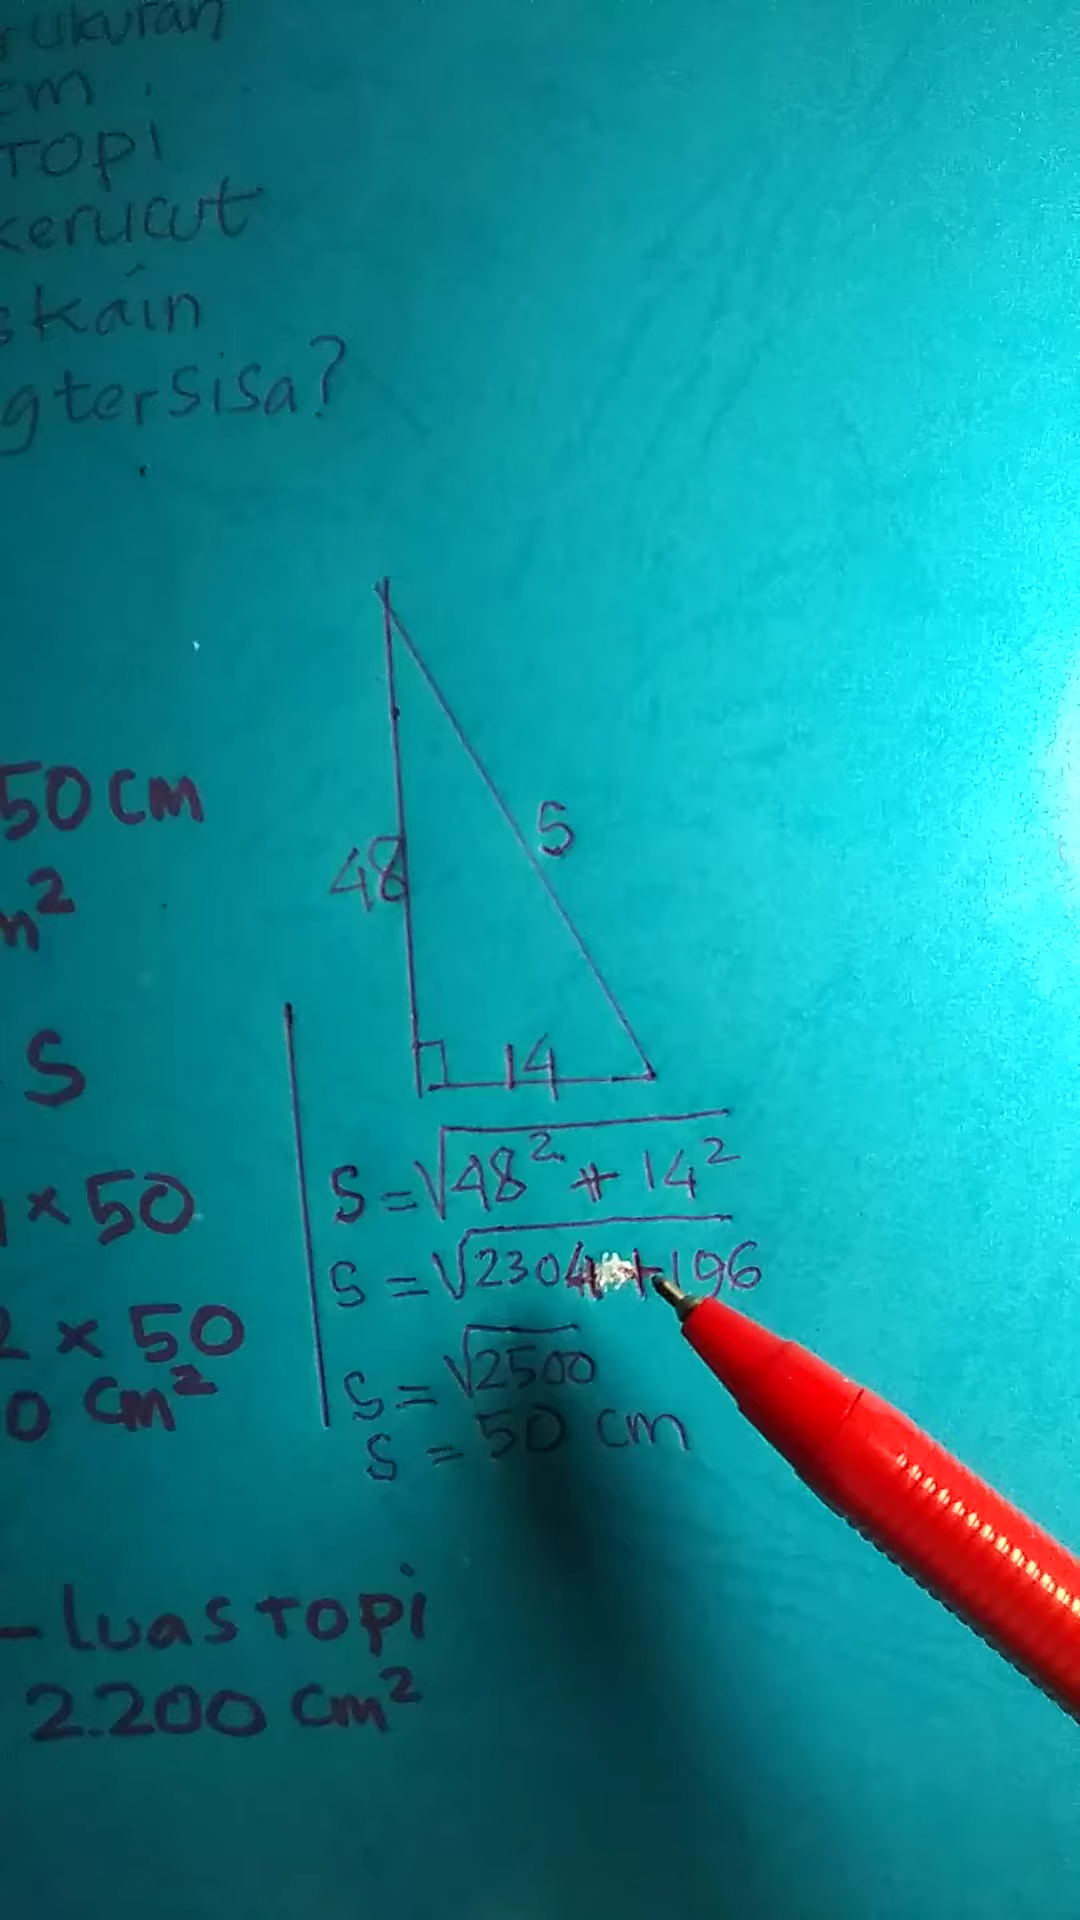 ukuran
cm.
TOPI
kerucut
kain
tersisa?
50 cm
m²
48
S
14
S
S = √48² + 14²
× 50
S = √2304 + 196
2 × 50
S = √2500
0 cm²
S = 50 cm
- luas TOPi
2.200 cm²